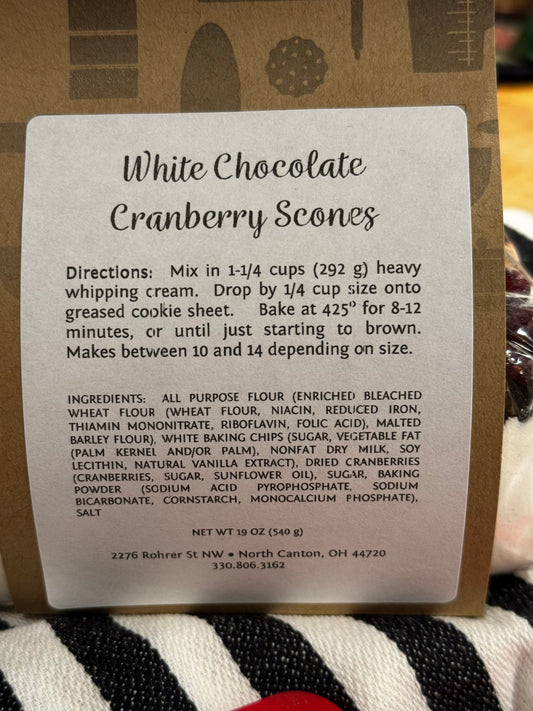 White Chocolate
Cranberry Scones
Directions: Mix in 1-1/4 cups (292 g) heavy
whipping cream. Drop by 1/4 cup size onto
greased cookie sheet. Bake at 425° for 8-12
minutes, or until just starting to brown.
Makes between 10 and 14 depending on size.
INGREDIENTS: ALL PURPOSE FLOUR (ENRICHED BLEACHED
WHEAT FLOUR (WHEAT FLOUR, NIACIN, REDUCED IRON,
THIAMIN MONONITRATE, RIBOFLAVIN, FOLIC ACID), MALTED
BARLEY FLOUR), WHITE BAKING CHIPS (SUGAR, VEGETABLE FAT
(PALM KERNEL AND/OR PALM), NONFAT DRY MILK, SOY
LECITHIN, NATURAL VANILLA EXTRACT), DRIED CRANBERRIES
(CRANBERRIES, SUGAR, SUNFLOWER OIL), SUGAR, BAKING
POWDER (SODIUM ACID PYROPHOSPHATE, SODIUM
BICARBONATE, CORNSTARCH, MONOCALCIUM PHOSPHATE),
SALT
NET WT 19 OZ (540 g)
2276 Rohrer St NW • North Canton, OH 44720
330.806.3162